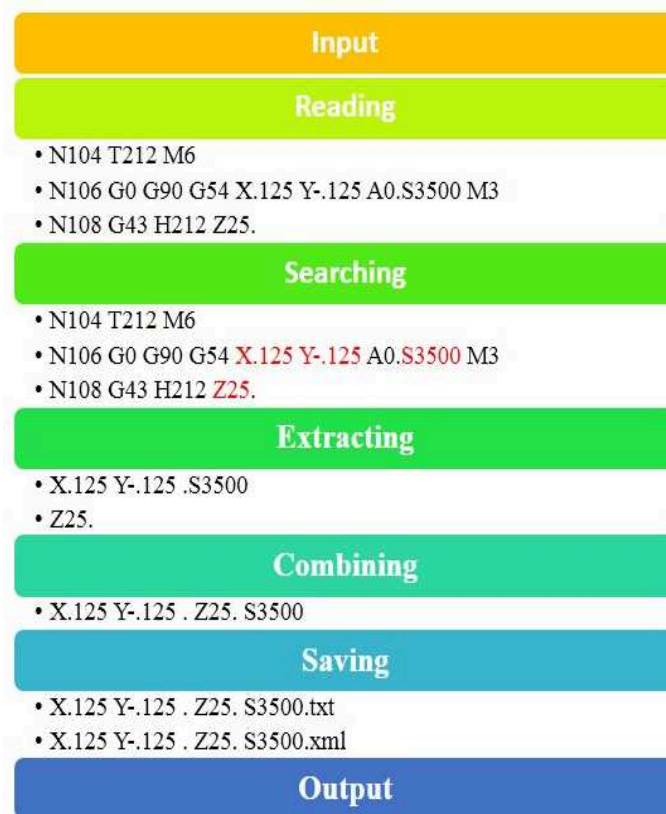 Input
Reading
• N104 T212 M6
• N106 G0 G90 G54 X.125 Y-.125 A0.S3500 M3
• N108 G43 H212 Z25.
Searching
• N104 T212 M6
• N106 G0 G90 G54 X.125 Y-.125 A0.S3500 M3
• N108 G43 H212 Z25.
Extracting
• X.125 Y-.125 .S3500
• Z25.
Combining
• X.125 Y-.125 . Z25. S3500
Saving
• X.125 Y-.125 . Z25. S3500.txt
• X.125 Y-.125 . Z25. S3500.xml
Output